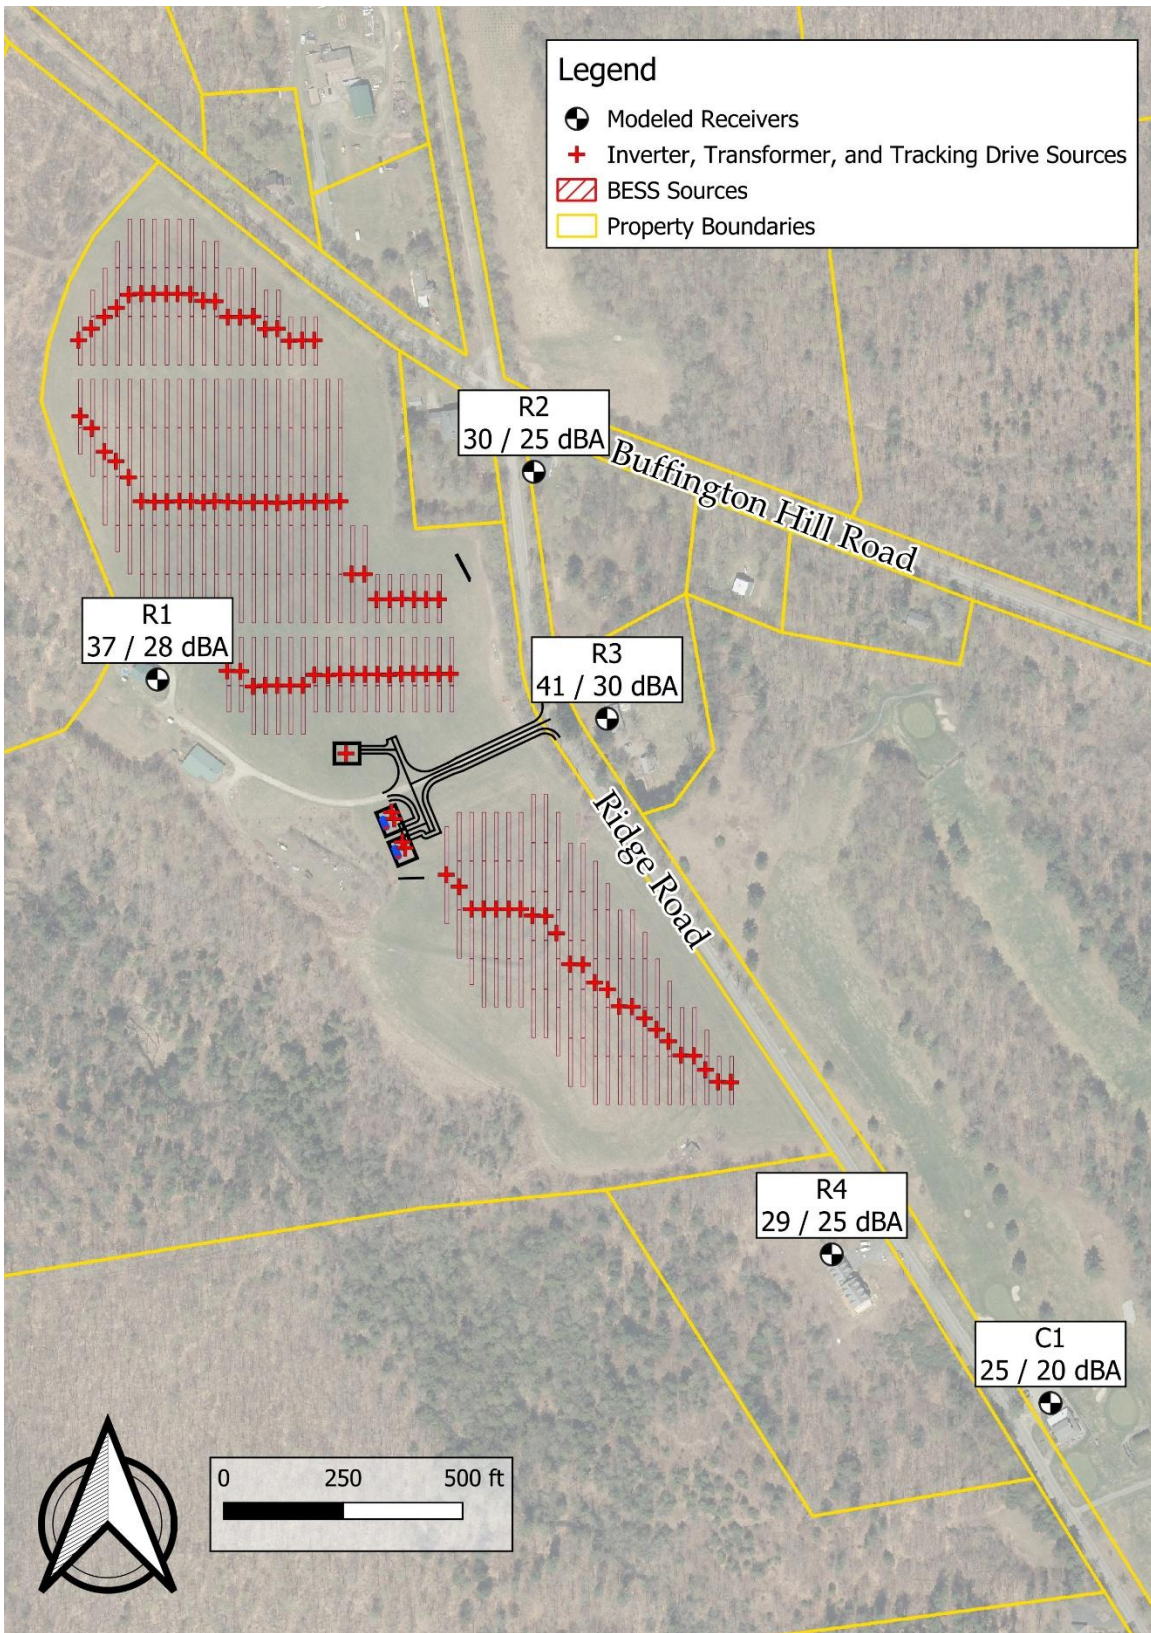 Legend
Modeled Receivers
Inverter, Transformer, and Tracking Drive Sources
BESS Sources
Property Boundaries
R2
30 / 25 dBA
Buffington Hill Road
R1
37 / 28 dBA
R3
41 / 30 dBA
Ridge Road
R4
29 / 25 dBA
C1
25 / 20 dBA
0 250 500 ft